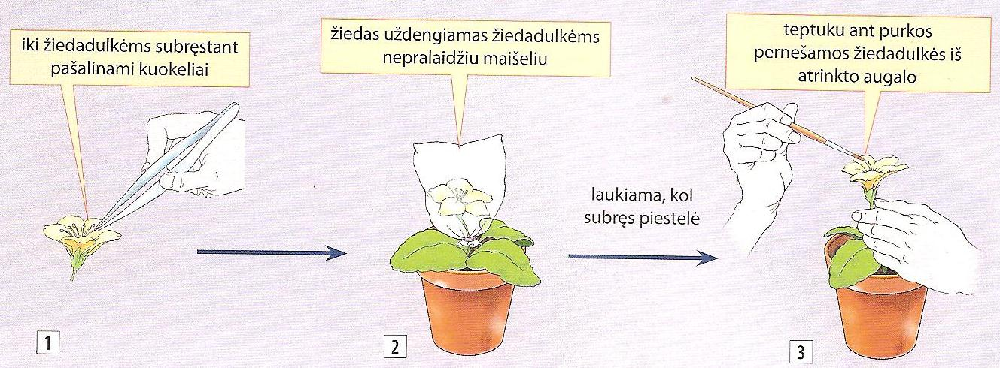 iki žiedadulkėms subręstant
pašalinami kuokeliai
žiedas uždengiamas žiedadulkėms
nepralaidžiu maišeliu
teptuku ant purkos
pernešamos žiedadulkės iš
atrinkto augalo
laukiama, kol
subręs piestelė
1
2
3